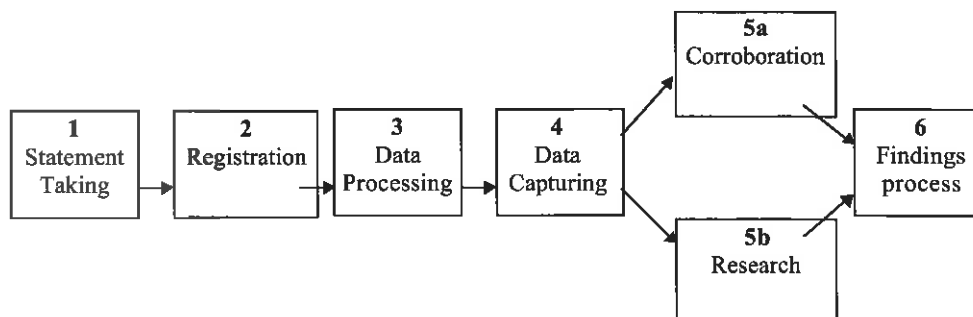 1
Statement
Taking
2
Registration
3
Data
Processing
4
Data
Capturing
5a
Corroboration
5b
Research
6
Findings
process